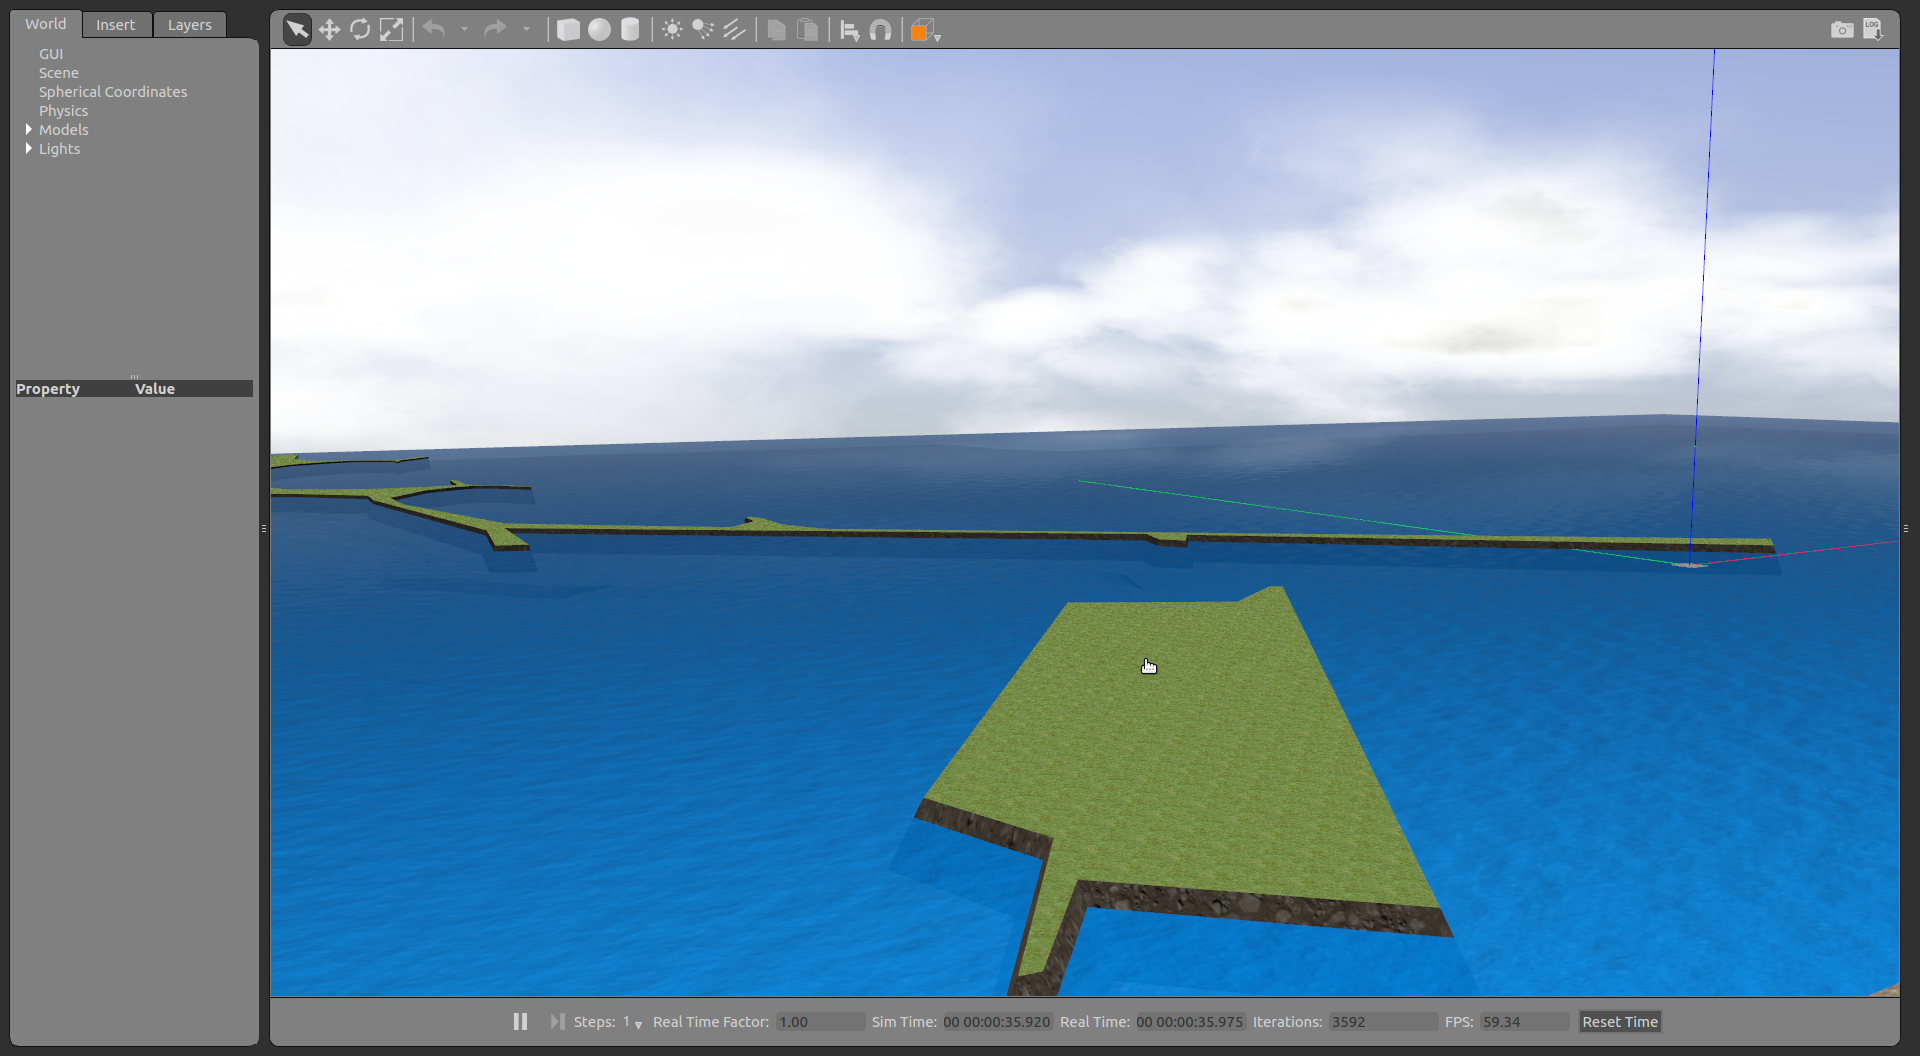 World Insert Layers
GUI
Scene
Spherical Coordinates
Physics
Models
Lights
Property Value
LOG
Steps: 1 Real Time Factor: 1.00 Sim Time: 00 00:00:35.920 Real Time: 00 00:00:35.975 Iterations: 3592 FPS: 59.34 Reset Time